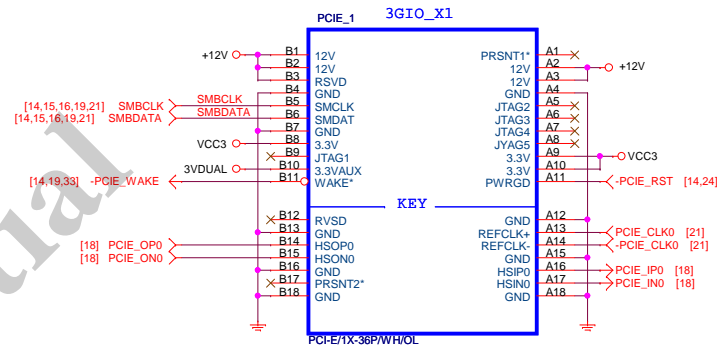 3GIO_X1
PCIE_1
+12V B1 12V PRSNT1* A1
B2 12V 12V A2 +12V
B3 RSVD 12V A3
B4 GND GND A4
[14,15,16,19,21] SMBCLK SMBCLK B5 SMCLK JTAG2 A5
[14,15,16,19,21] SMBDATA SMBDATA B6 SMDAT JTAG3 A6
B7 GND JTAG4 A7
VCC3 B8 3.3V JYAG5 A8
B9 JTAG1 3.3V A9 VCC3
3VDUAL B10 3.3VAUX 3.3V A10
[14,19,33] -PCIE_WAKE B11 WAKE* PWRGD A11 -PCIE_RST [14,24]
KEY
B12 RVSD GND A12
B13 GND REFCLK+ A13 PCIE_CLK0 [21]
[18] PCIE_OP0 B14 HSOP0 REFCLK- A14 -PCIE_CLK0 [21]
[18] PCIE_ON0 B15 HSON0 GND A15
B16 GND HSIP0 A16 PCIE_IP0 [18]
B17 PRSNT2* HSIN0 A17 PCIE_IN0 [18]
B18 GND GND A18
PCI-E/1X-36P/WH/OL